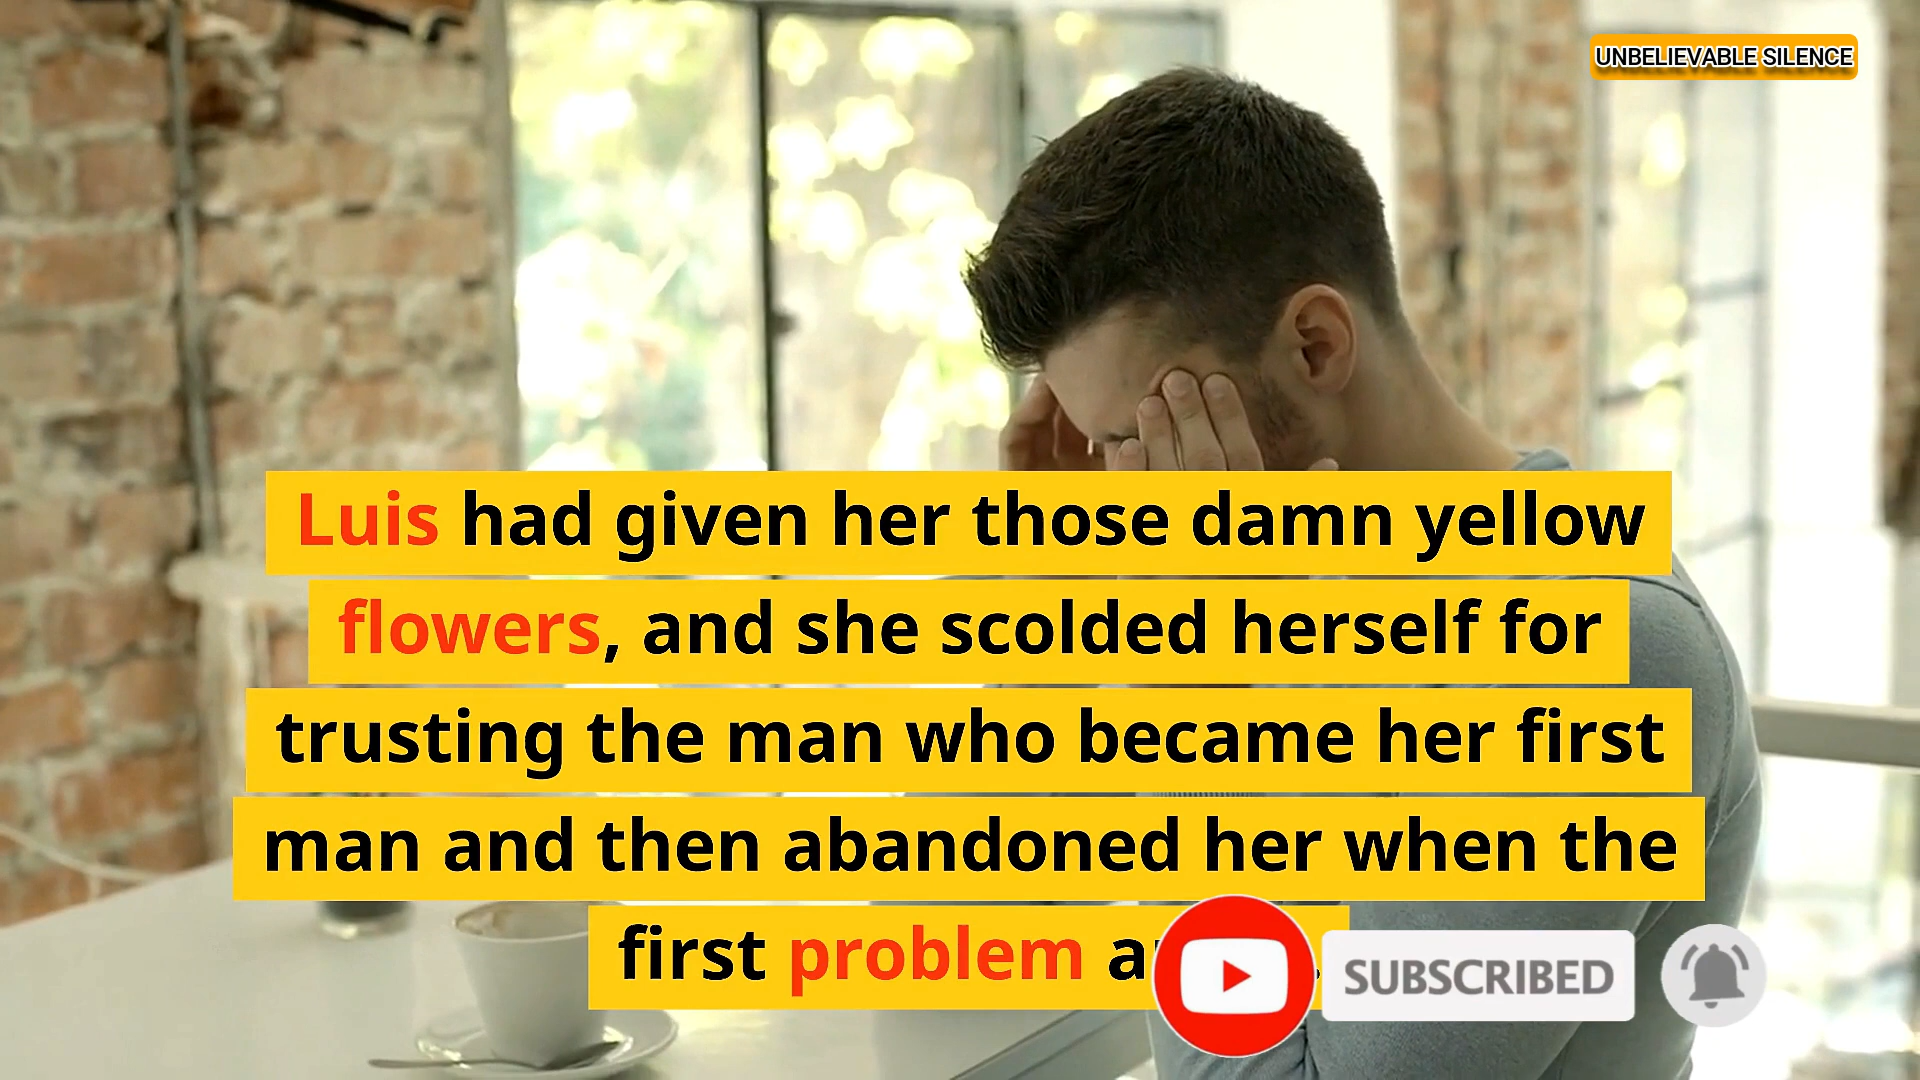 UNBELIEVABLE SILENCE
Luis had given her those damn yellow
flowers, and she scolded herself for
trusting the man who became her first
man and then abandoned her when the
first problem
SUBSCRIBED